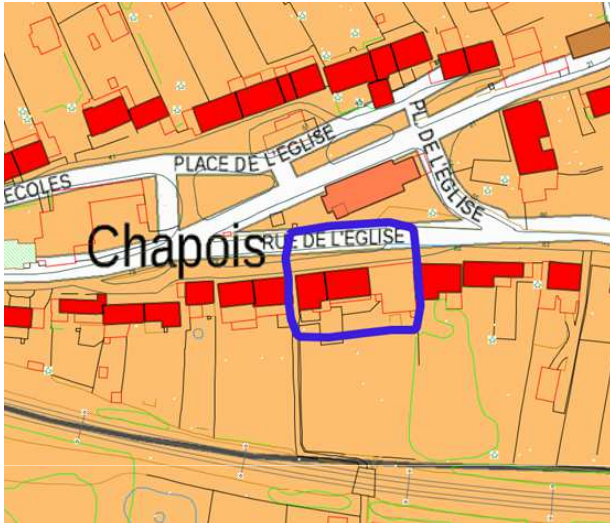 PLACE DE L'EGLISE
PL. DE L'EGLISE
ECOLES
Chapois
RUE DE L'EGLISE